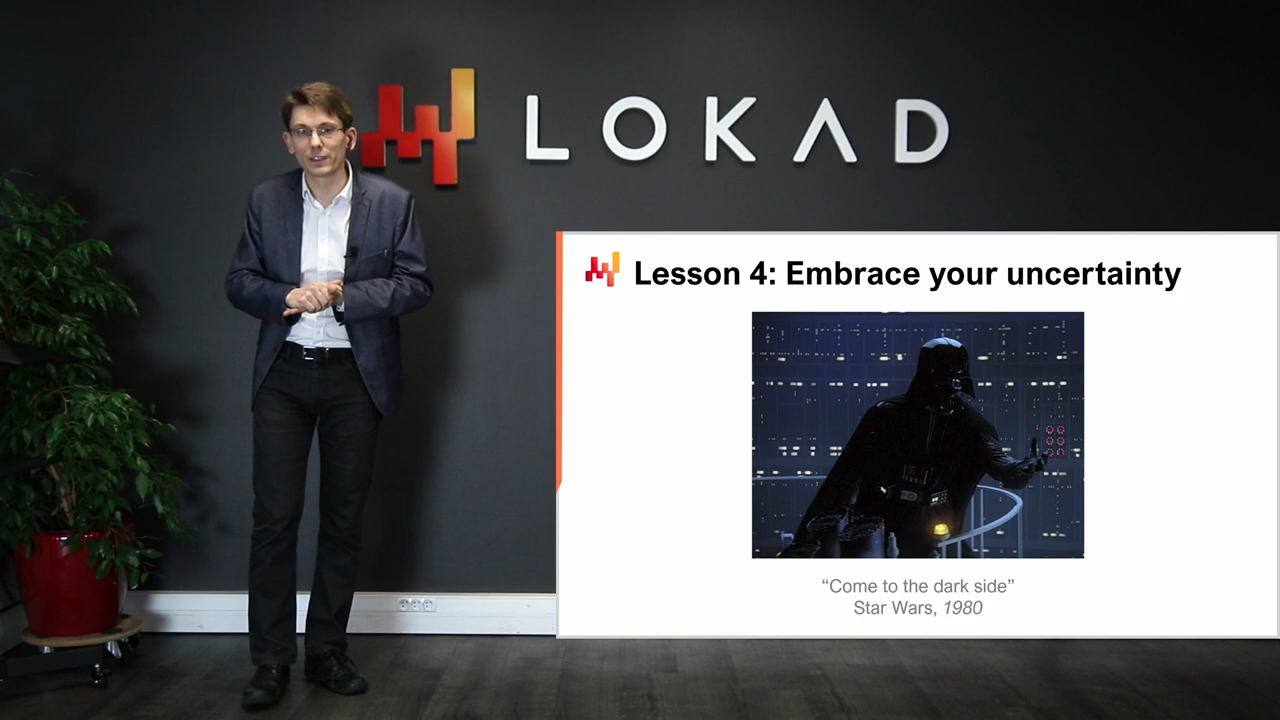 LOKAD
Lesson 4: Embrace your uncertainty
“Come to the dark side”
Star Wars, 1980